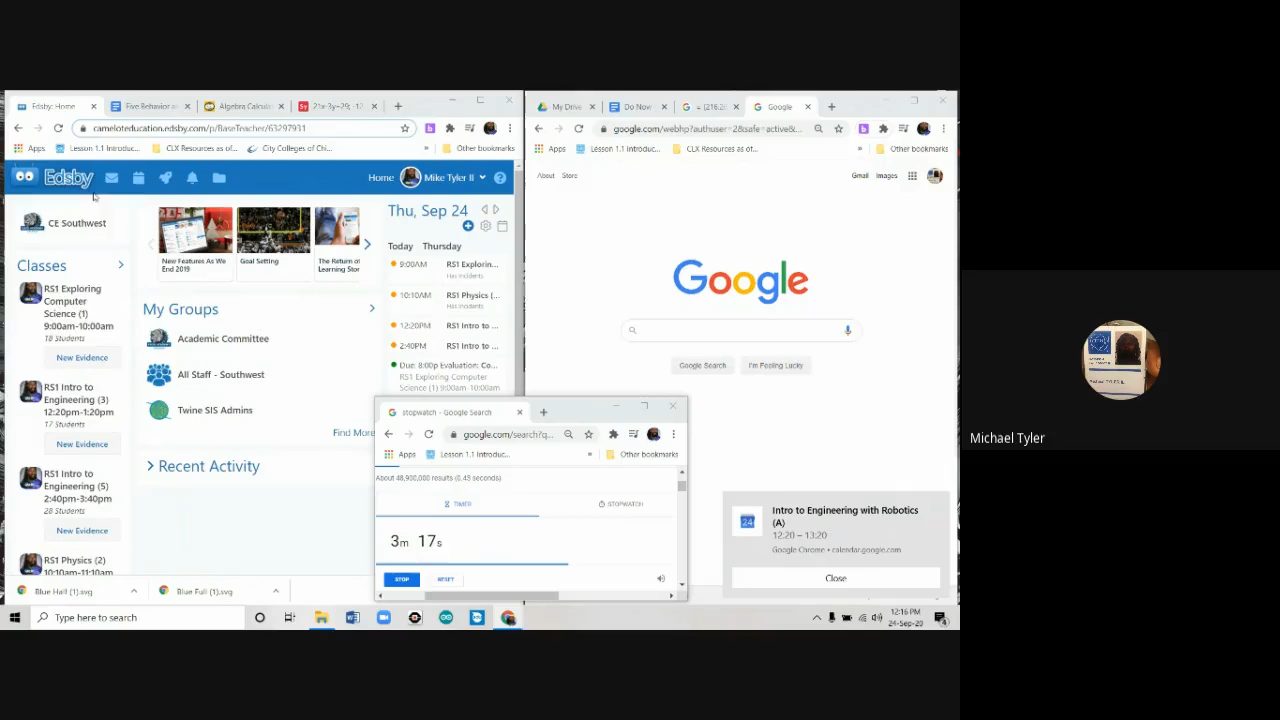 Edsby: Home
Five Behavior a
Algebra Calcula
cameloteducation.edsby.com/p/BaseTeacher/63297931
Apps
Lesson 1.1 Introduc...
CLX Resources as of...
City Colleges of Chi...
»
Other bookmarks
Edsby
Home
Mike Tyler II
CE Southwest
Classes
RS1 Exploring
Computer
Science (1)
9:00am-10:00am
18 Students
New Evidence
RS1 Intro to
Engineering (3)
12:20pm-1:20pm
17 Students
New Evidence
RS1 Intro to
Engineering (5)
2:40pm-3:40pm
28 Students
New Evidence
RS1 Physics (2)
10:10am-11:10am
New Features As We
End 2019
Goal Setting
The Return of
Learning Stor
My Groups
Academic Committee
All Staff - Southwest
Twine SIS Admins
Find More
Recent Activity
Thu, Sep 24
Today Thursday
9:00AM RS1 Explorin...
Has Incidents
10:10AM RS1 Physics (...
Has Incidents
12:20PM RS1 Intro to ...
2:40PM RS1 Intro to ...
Due: 8:00p Evaluation: Co...
RS1 Exploring Computer
Science (1) 9:00am-10:00am
My Drive
Do Now
Google
google.com/webhp?authuser=2&safe=active&...
Apps
Lesson 1.1 Introduc...
CLX Resources as of...
»
Other bookmarks
About Store
Gmail Images
Google
Google Search
I'm Feeling Lucky
stopwatch - Google Search
google.com/search?q...
Apps
Lesson 1.1 Introduc...
»
Other bookmarks
About 48,900,000 results (0.49 seconds)
TIMER
STOPWATCH
3m 17s
STOP
RESET
24
Intro to Engineering with Robotics
(A)
12:20 – 13:20
Google Chrome • calendar.google.com
Close
Blue Hall (1).svg
Blue Full (1).svg
Type here to search
12:16 PM
24-Sep-20
Michael Tyler